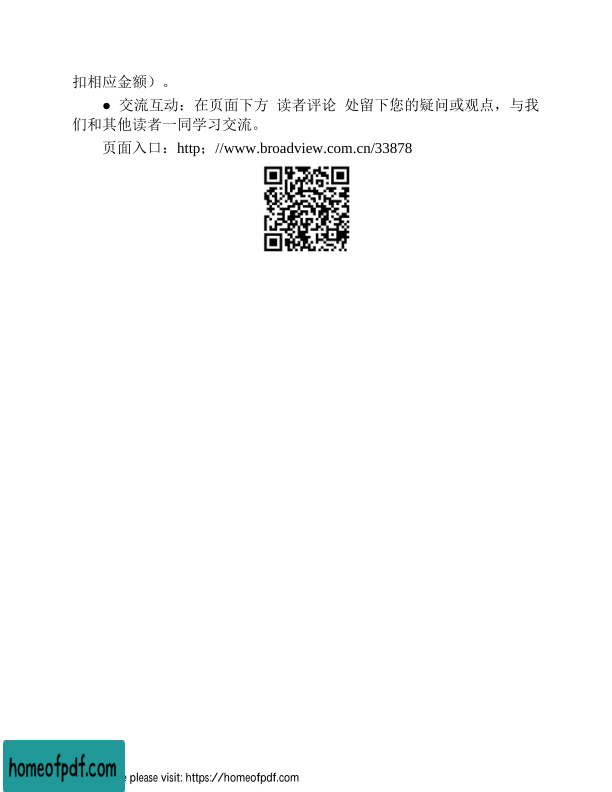 扣相应金额）。
● 交流互动：在页面下方 读者评论 处留下您的疑问或观点，与我
们和其他读者一同学习交流。
页面入口：http；//www.broadview.com.cn/33878
homeofpdf.com
please visit: https://homeofpdf.com